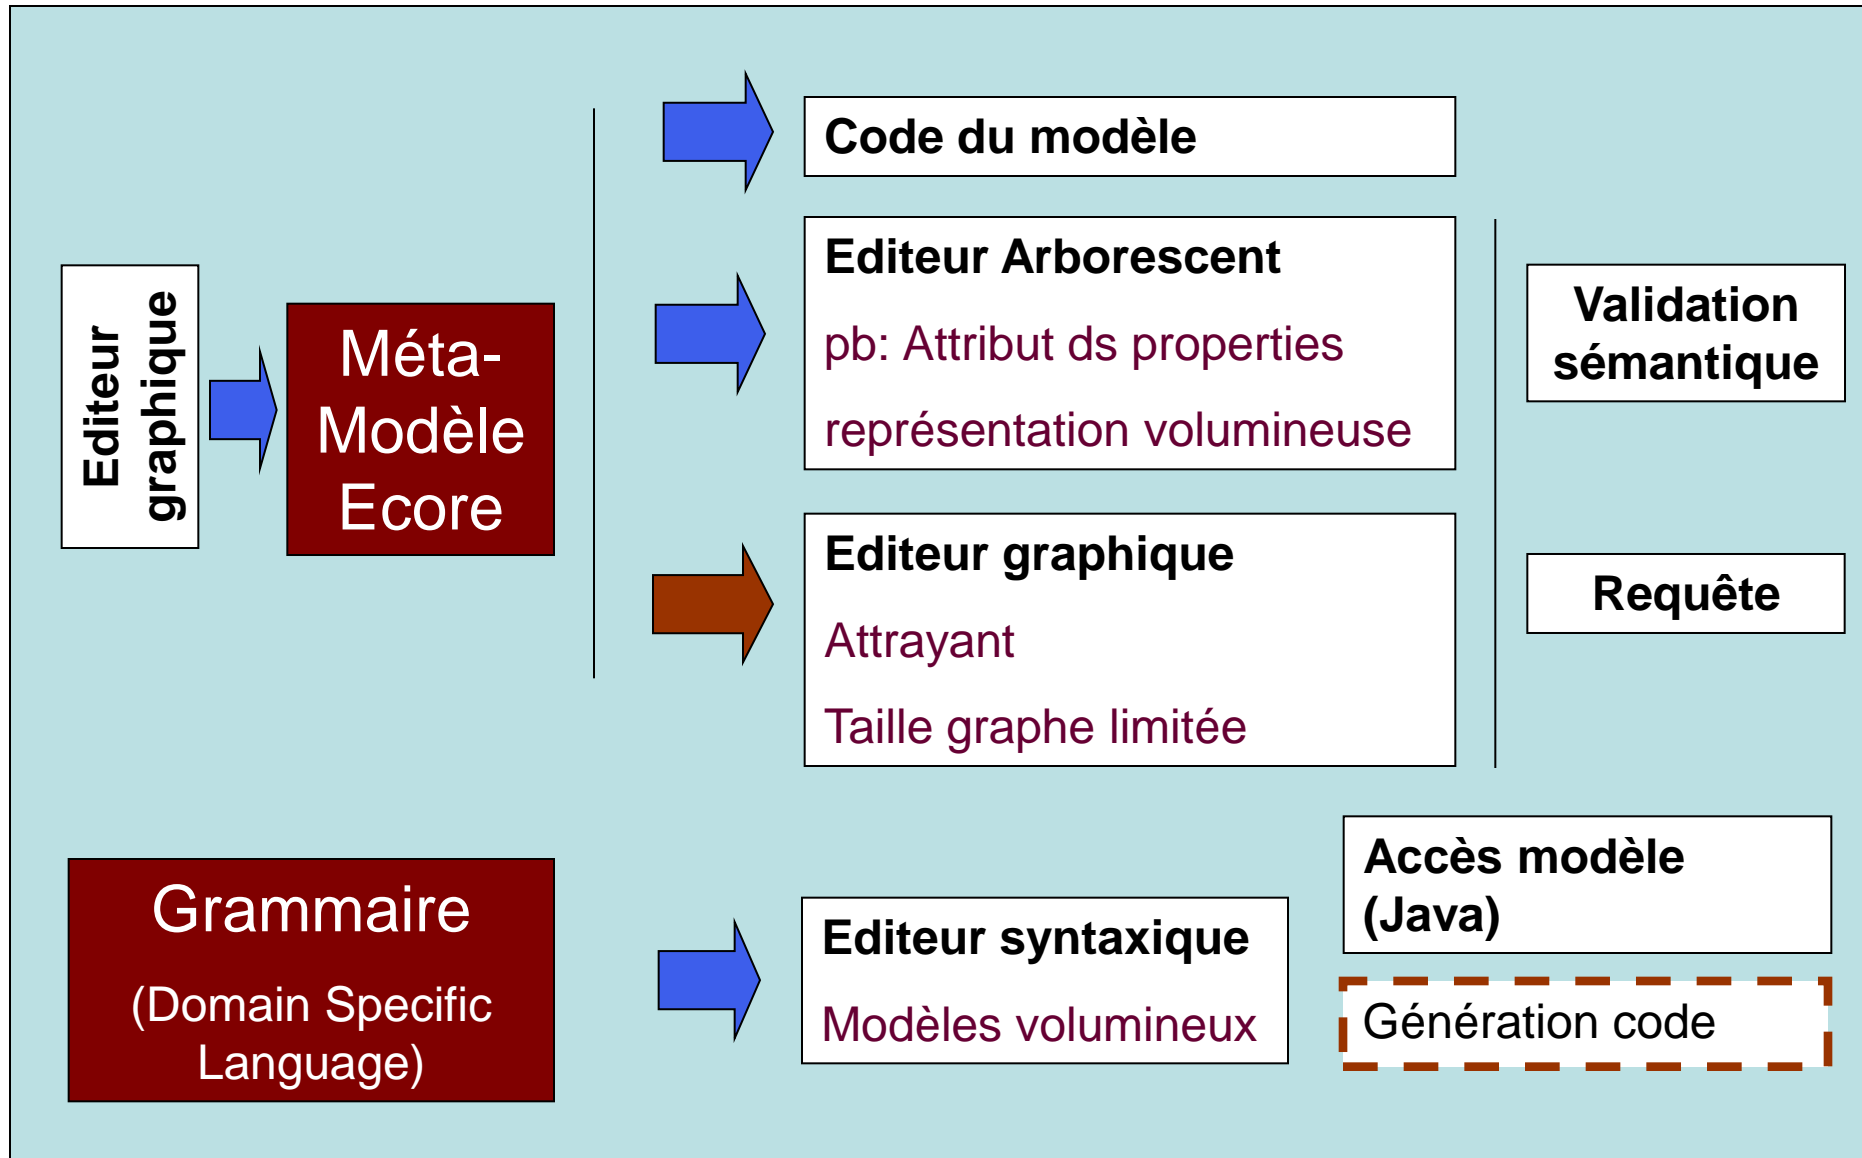 Editeur
graphique
Méta-
Modèle
Ecore
Code du modèle
Editeur Arborescent
pb: Attribut ds properties
représentation volumineuse
Editeur graphique
Attrayant
Taille graphe limitée
Validation
sémantique
Requête
Grammaire
(Domain Specific
Language)
Editeur syntaxique
Modèles volumineux
Accès modèle
(Java)
Génération code